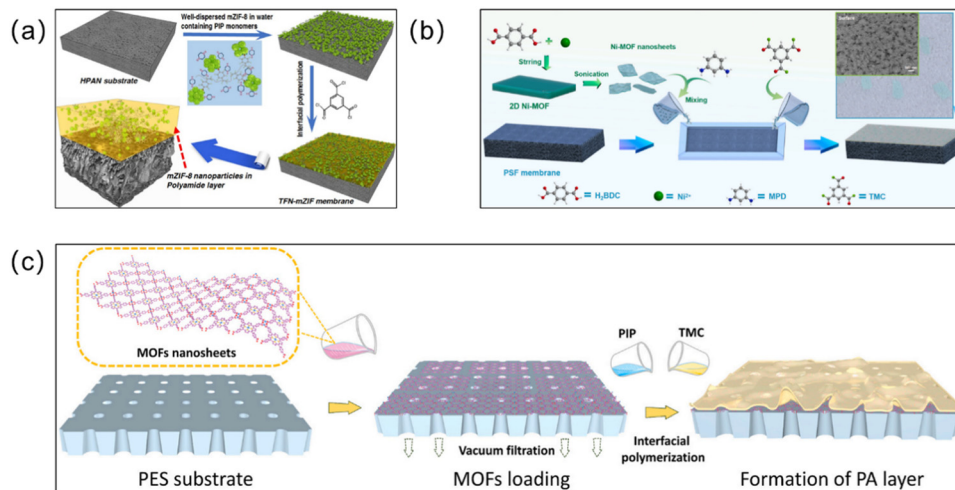 (a)
Well-dispersed mZIF-8 in water
containing PIP monomers
HPAN substrate
Interfacial polymerization
mZIF-8 nanoparticles in
Polyamide layer
TFN-mZIF membrane
(b)
Ni-MOF nanosheets
Strring
Sonication
2D Ni-MOF
Mixing
PSF membrane
= H₂BDC
= Ni²⁺
= MPD
= TMC
(c)
MOFs nanosheets
PIP
TMC
Vacuum filtration
Interfacial
polymerization
PES substrate
MOFs loading
Formation of PA layer